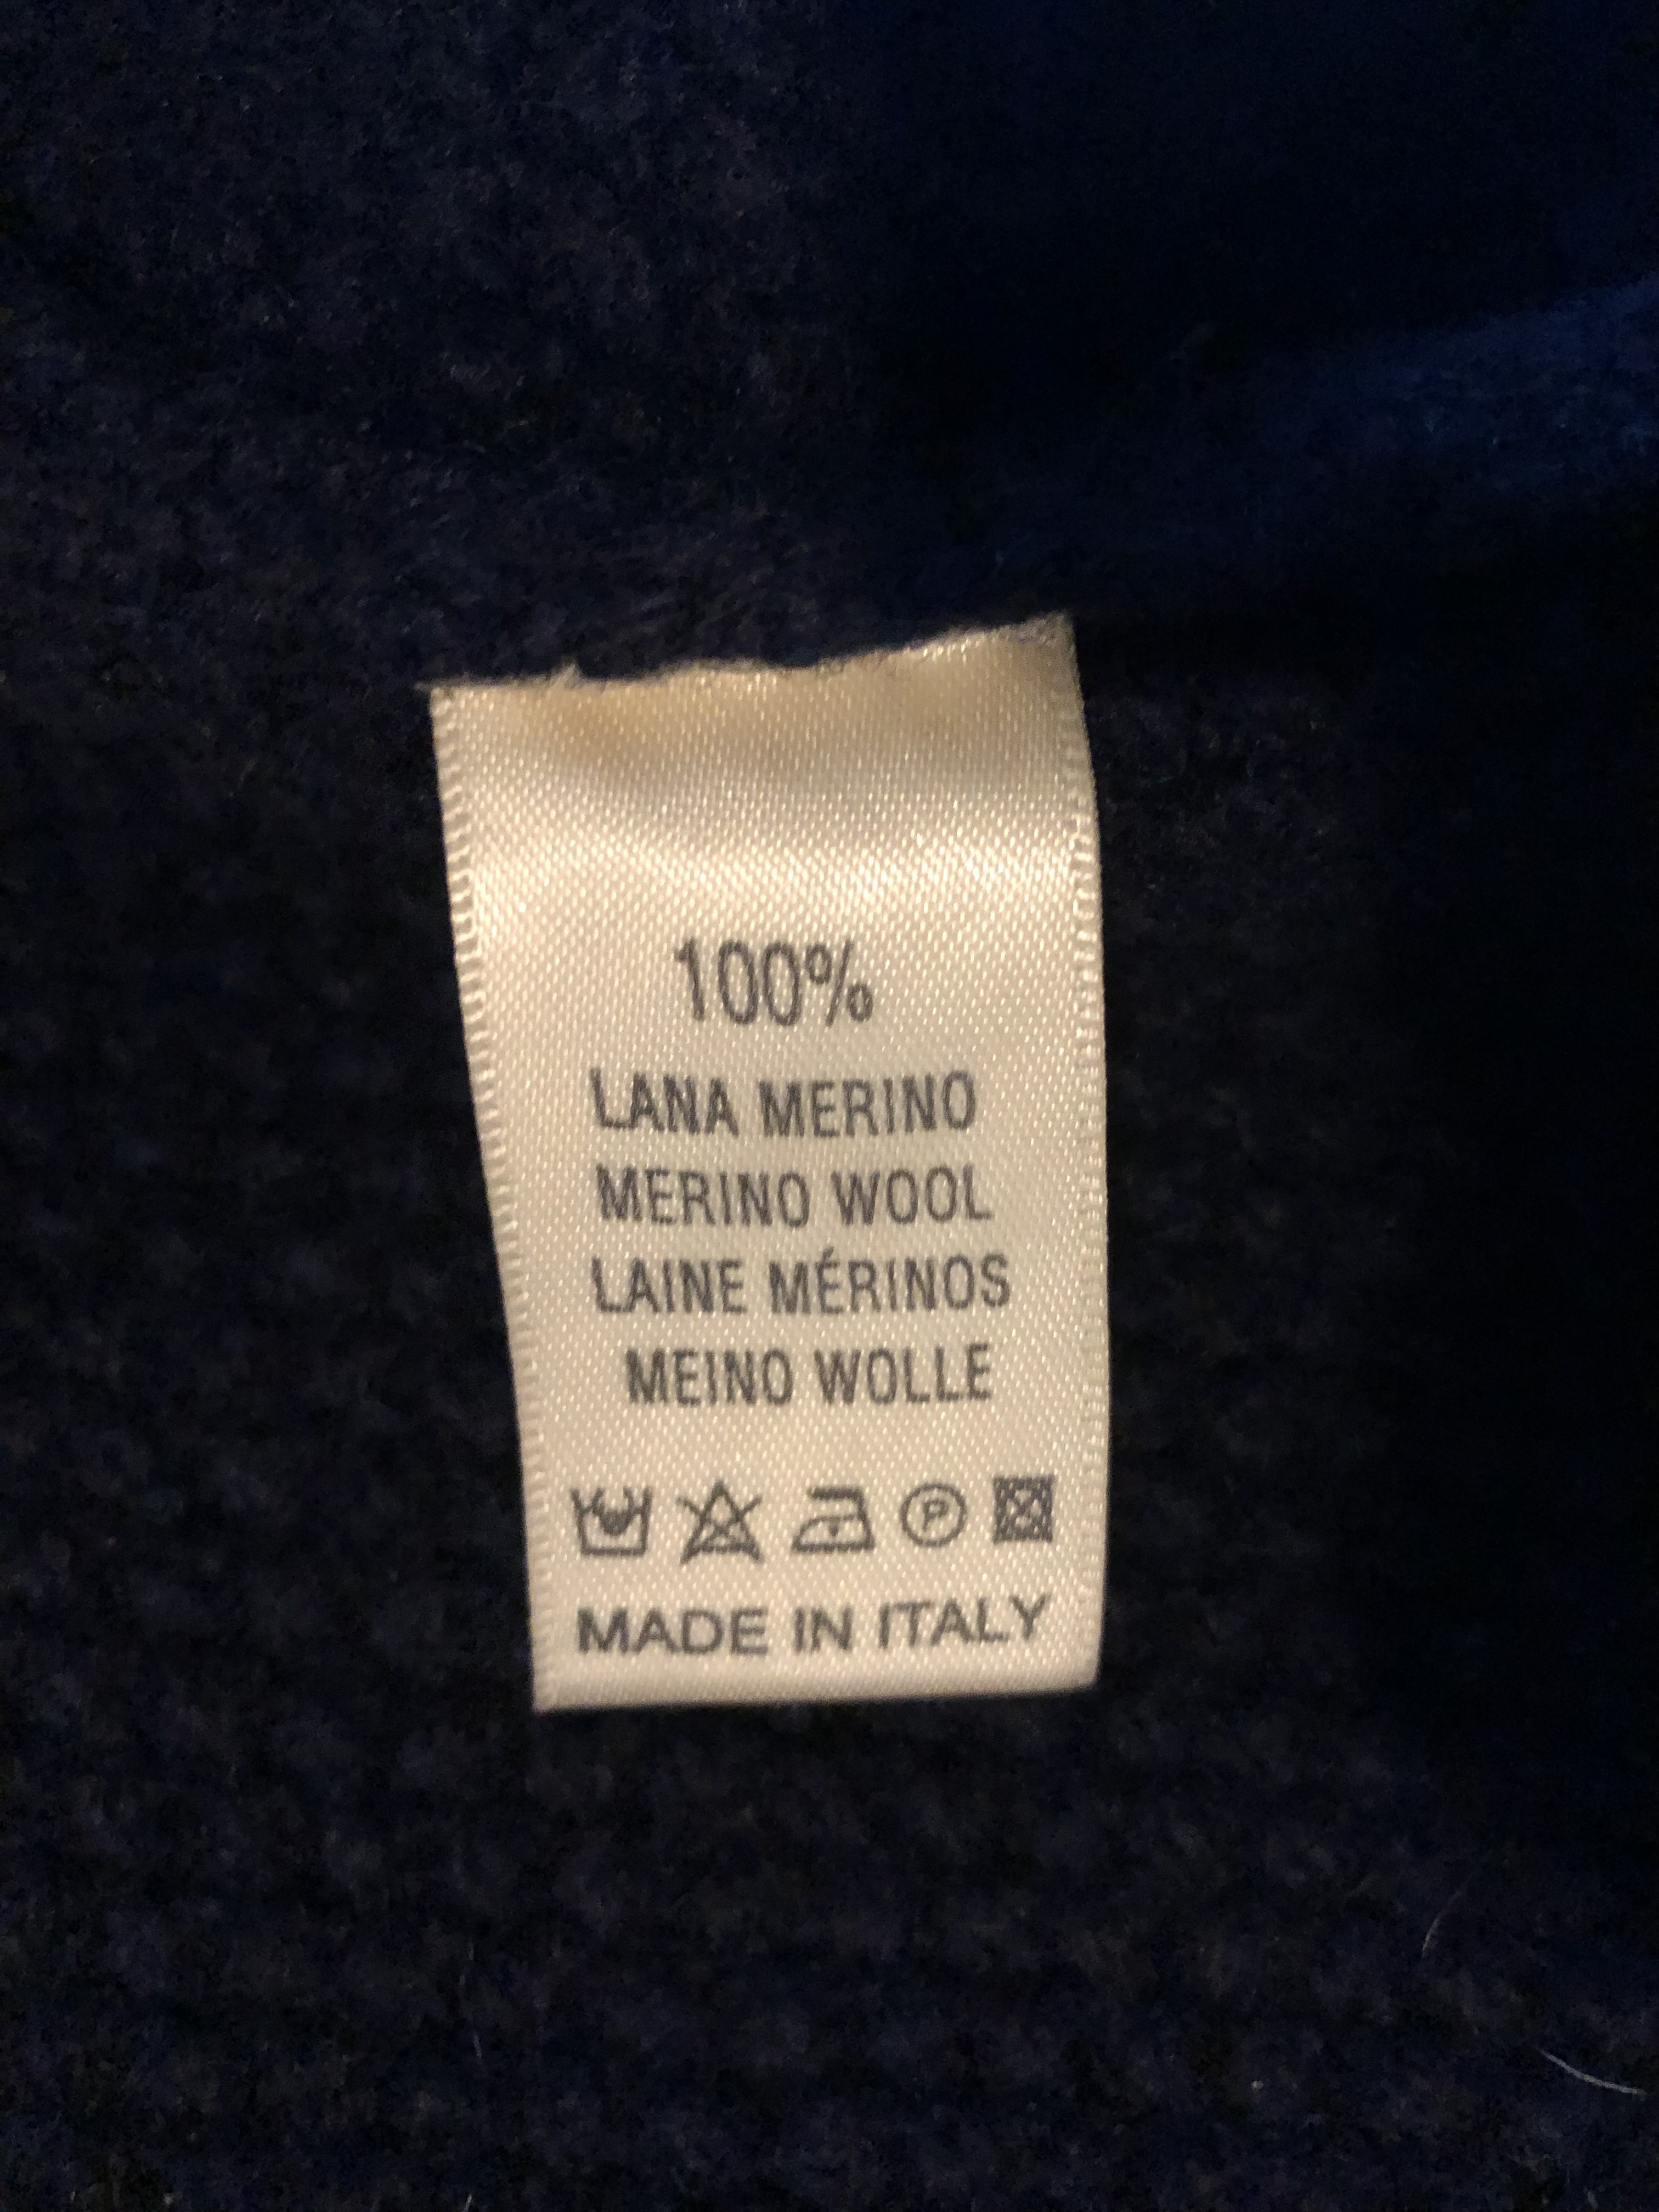 100%
LANA MERINO
MERINO WOOL
LAINE MÉRINOS
MEINO WOLLE
P
MADE IN ITALY